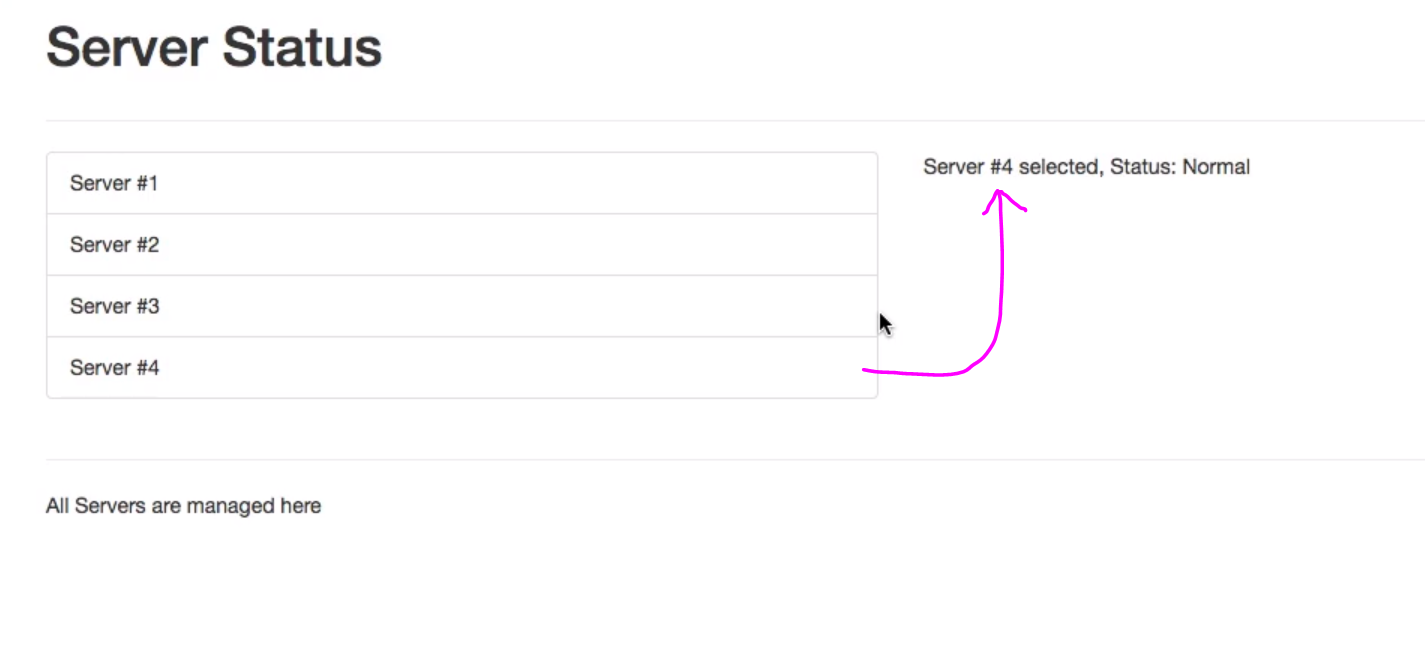 Server Status
Server #1
Server #2
Server #3
Server #4
Server #4 selected, Status: Normal
All Servers are managed here